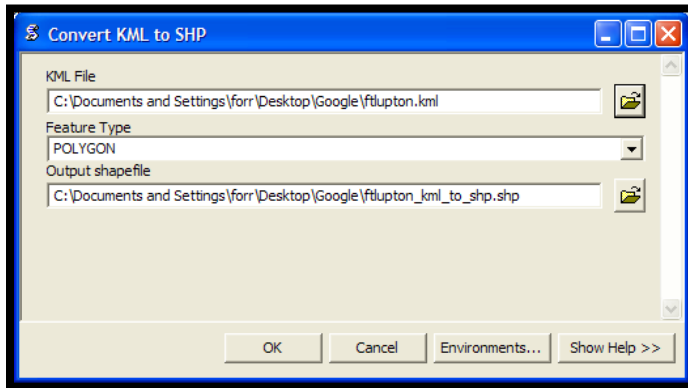 Convert KML to SHP
KML File
C:\Documents and Settings\forr\Desktop\Google\ftlupton.kml
Feature Type
POLYGON
Output shapefile
C:\Documents and Settings\forr\Desktop\Google\ftlupton_kml_to_shp.shp
OK Cancel Environments... Show Help >>